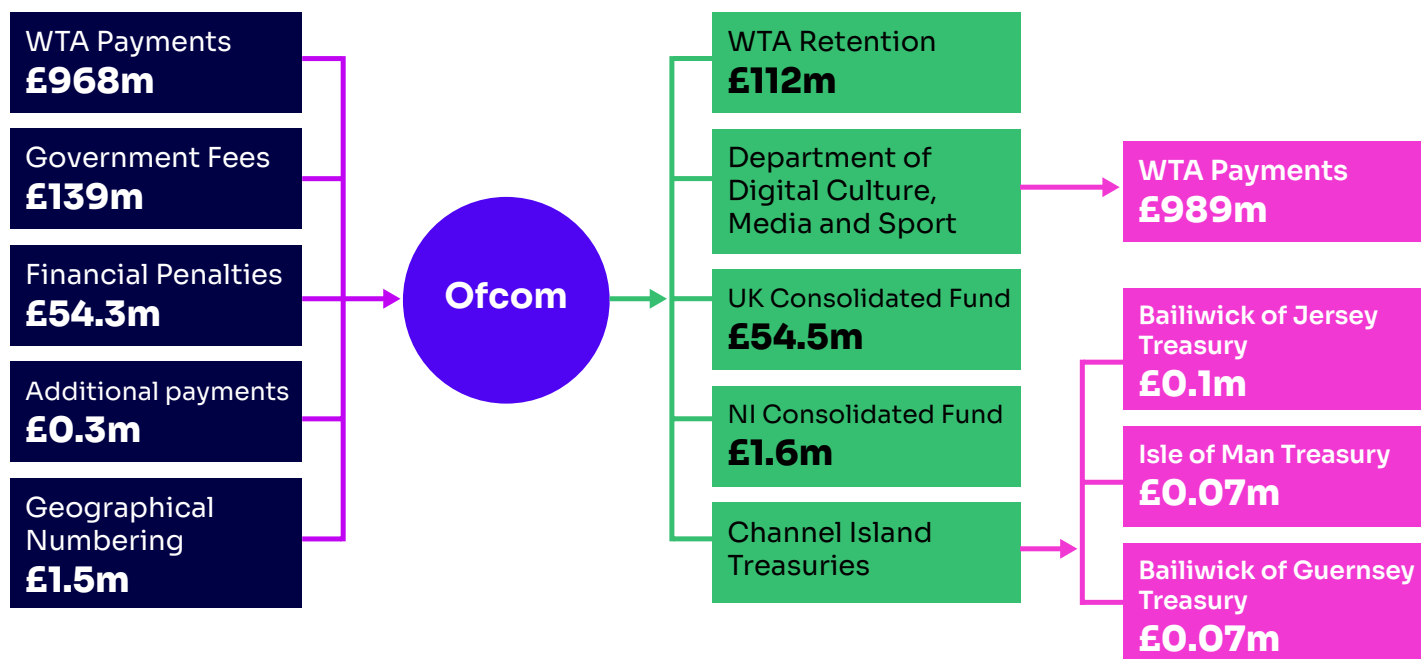 WTA Payments
£968m
Government Fees
£139m
Financial Penalties
£54.3m
Additional payments
£0.3m
Geographical
Numbering
£1.5m
Ofcom
WTA Retention
£112m
Department of
Digital Culture,
Media and Sport
UK Consolidated Fund
£54.5m
NI Consolidated Fund
£1.6m
Channel Island
Treasuries
WTA Payments
£989m
Bailiwick of Jersey
Treasury
£0.1m
Isle of Man Treasury
£0.07m
Bailiwick of Guernsey
Treasury
£0.07m